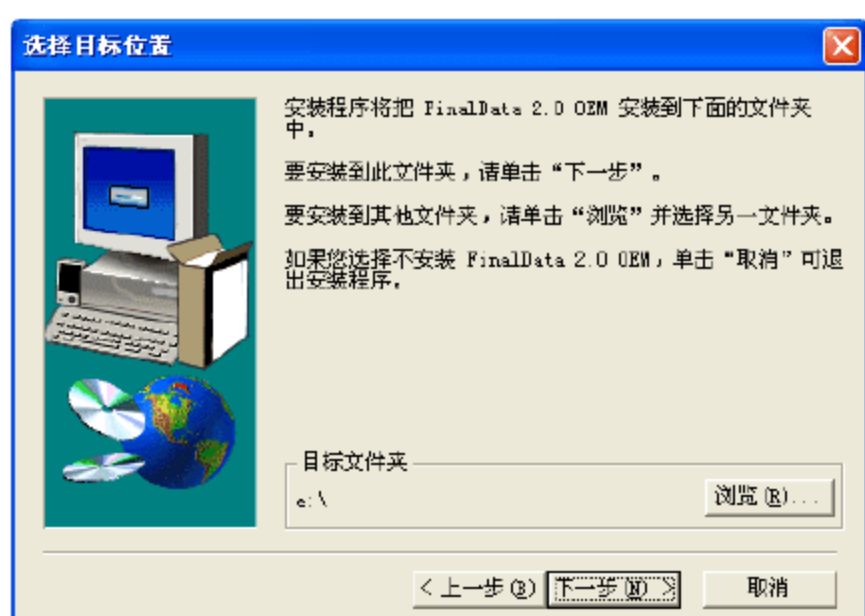 选择目标位置
安装程序将把 FinalData 2.0 OEM 安装到下面的文件夹
中。
要安装到此文件夹，请单击“下一步”。
要安装到其他文件夹，请单击“浏览”并选择另一文件夹。
如果您选择不安装 FinalData 2.0 OEM，单击“取消”可退
出安装程序。
目标文件夹
e:\
浏览(R)...
< 上一步(B)
下一步(N) >
取消